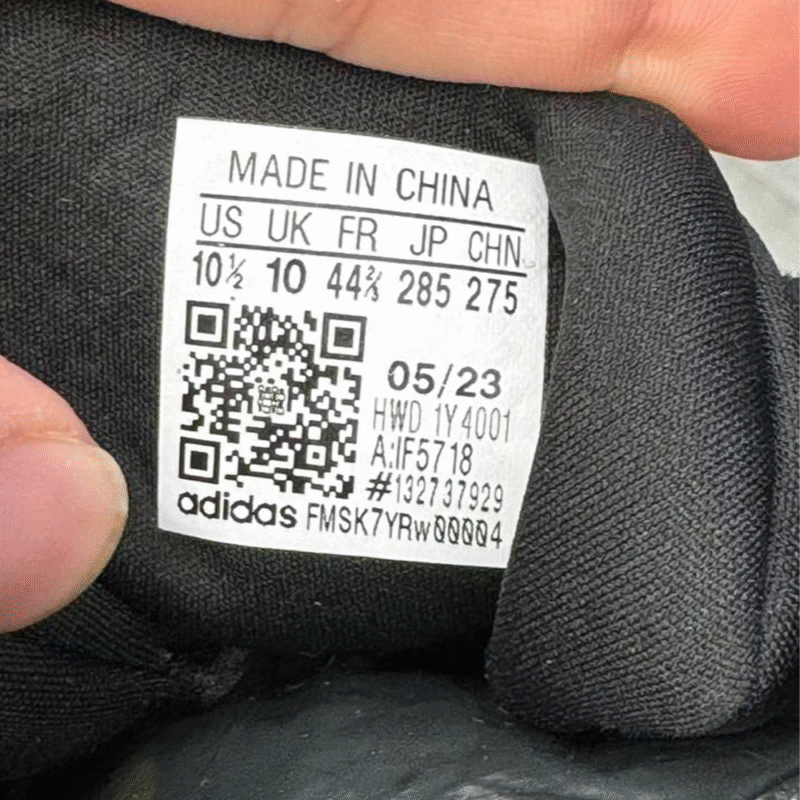 MADE IN CHINA
US UK FR JP CHN
10½ 10 44⅔ 285 275
05/23
HWD 1Y4001
A:IF5718
#132737929
adidas FMSK7YRw00004